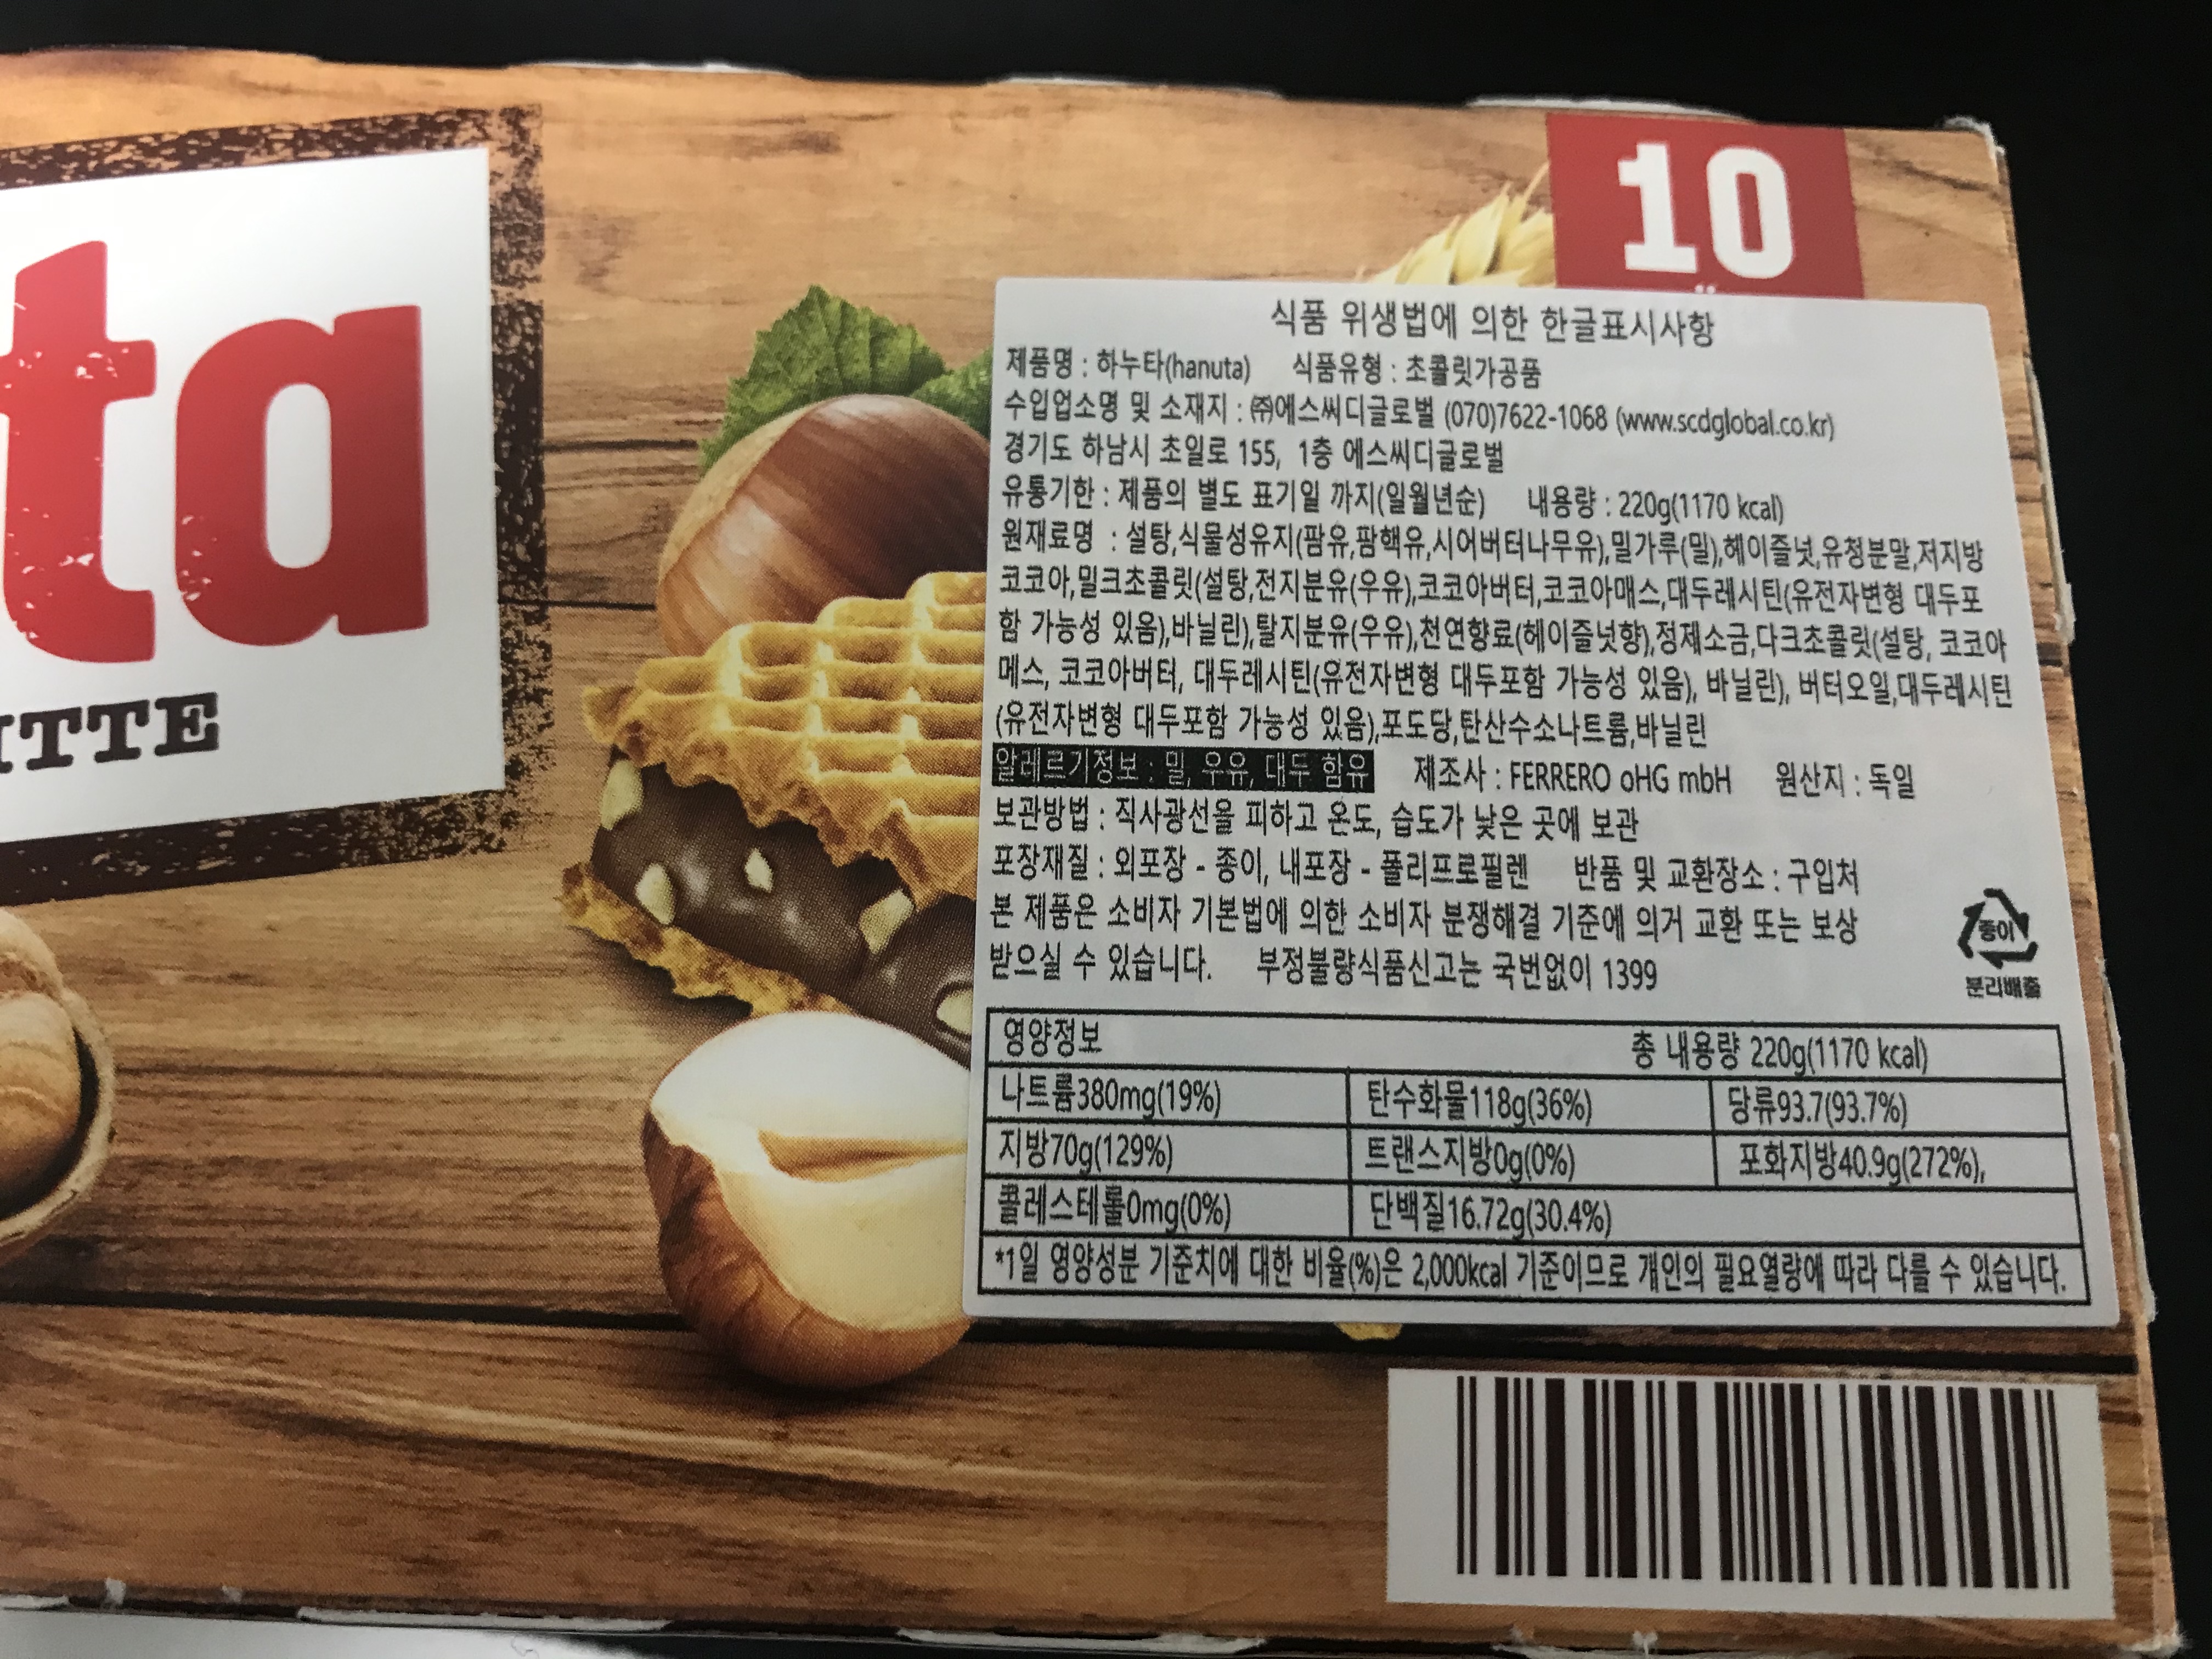 ta
ITTE
10
식품 위생법에 의한 한글표시사항
제품명 : 하누타(hanuta) 식품유형 : 초콜릿가공품
수입업소명 및 소재지 : ㈜에스씨디글로벌 (070)7622-1068 (www.scdglobal.co.kr)
경기도 하남시 초일로 155, 1층 에스씨디글로벌
유통기한 : 제품의 별도 표기일 까지(일월년순) 내용량 : 220g(1170 kcal)
원재료명 : 설탕,식물성유지(팜유,팜핵유,시어버터나무유),밀가루(밀),헤이즐넛,유청분말,저지방
코코아,밀크초콜릿(설탕,전지분유(우유),코코아버터,코코아매스,대두레시틴(유전자변형 대두포
함 가능성 있음),바닐린),탈지분유(우유),천연향료(헤이즐넛향),정제소금,다크초콜릿(설탕, 코코아
메스, 코코아버터, 대두레시틴(유전자변형 대두포함 가능성 있음), 바닐린), 버터오일,대두레시틴
(유전자변형 대두포함 가능성 있음),포도당,탄산수소나트륨,바닐린
알레르기정보 : 밀, 우유, 대두 함유 제조사 : FERRERO oHG mbH 원산지 : 독일
보관방법 : 직사광선을 피하고 온도, 습도가 낮은 곳에 보관
포장재질 : 외포장 - 종이, 내포장 - 폴리프로필렌 반품 및 교환장소 : 구입처
본 제품은 소비자 기본법에 의한 소비자 분쟁해결 기준에 의거 교환 또는 보상
받으실 수 있습니다. 부정불량식품신고는 국번없이 1399
종이
분리배출
영양정보 총 내용량 220g(1170 kcal)
나트륨380mg(19%) 탄수화물118g(36%) 당류93.7(93.7%)
지방70g(129%) 트랜스지방0g(0%) 포화지방40.9g(272%),
콜레스테롤0mg(0%) 단백질16.72g(30.4%)
*1일 영양성분 기준치에 대한 비율(%)은 2,000kcal 기준이므로 개인의 필요열량에 따라 다를 수 있습니다.